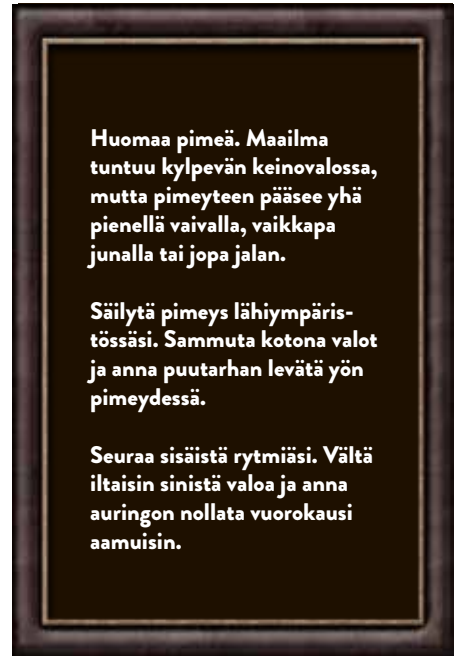 Huomaa pimeä. Maailma
tuntuu kylpevän keinovalossa,
mutta pimeyteen pääsee yhä
pienellä vaivalla, vaikkapa
junalla tai jopa jalan.
Säilytä pimeys lähiympäris-
tössäsi. Sammuta kotona valot
ja anna puutarhan levätä yön
pimeydessä.
Seuraa sisäistä rytmiäsi. Vältä
iltaisin sinistä valoa ja anna
auringon nollata vuorokausi
aamuisin.